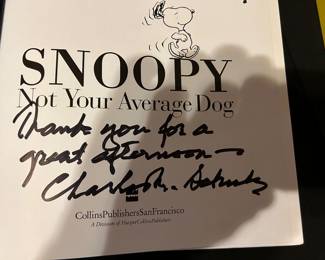 SNOOPY
Not Your Average Dog
Thank you for a
great afternoon —
Charles M. Schulz
CollinsPublishersSanFrancisco
A Division of HarperCollinsPublishers